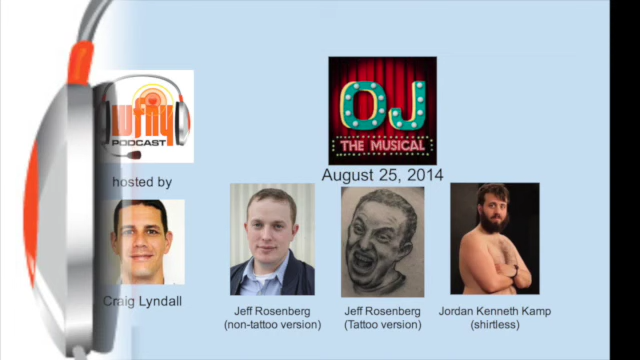 wfny
PODCAST
hosted by
Craig Lyndall
OJ
THE MUSICAL
August 25, 2014
Jeff Rosenberg
(non-tattoo version)
Jeff Rosenberg
(Tattoo version)
Jordan Kenneth Kamp
(shirtless)